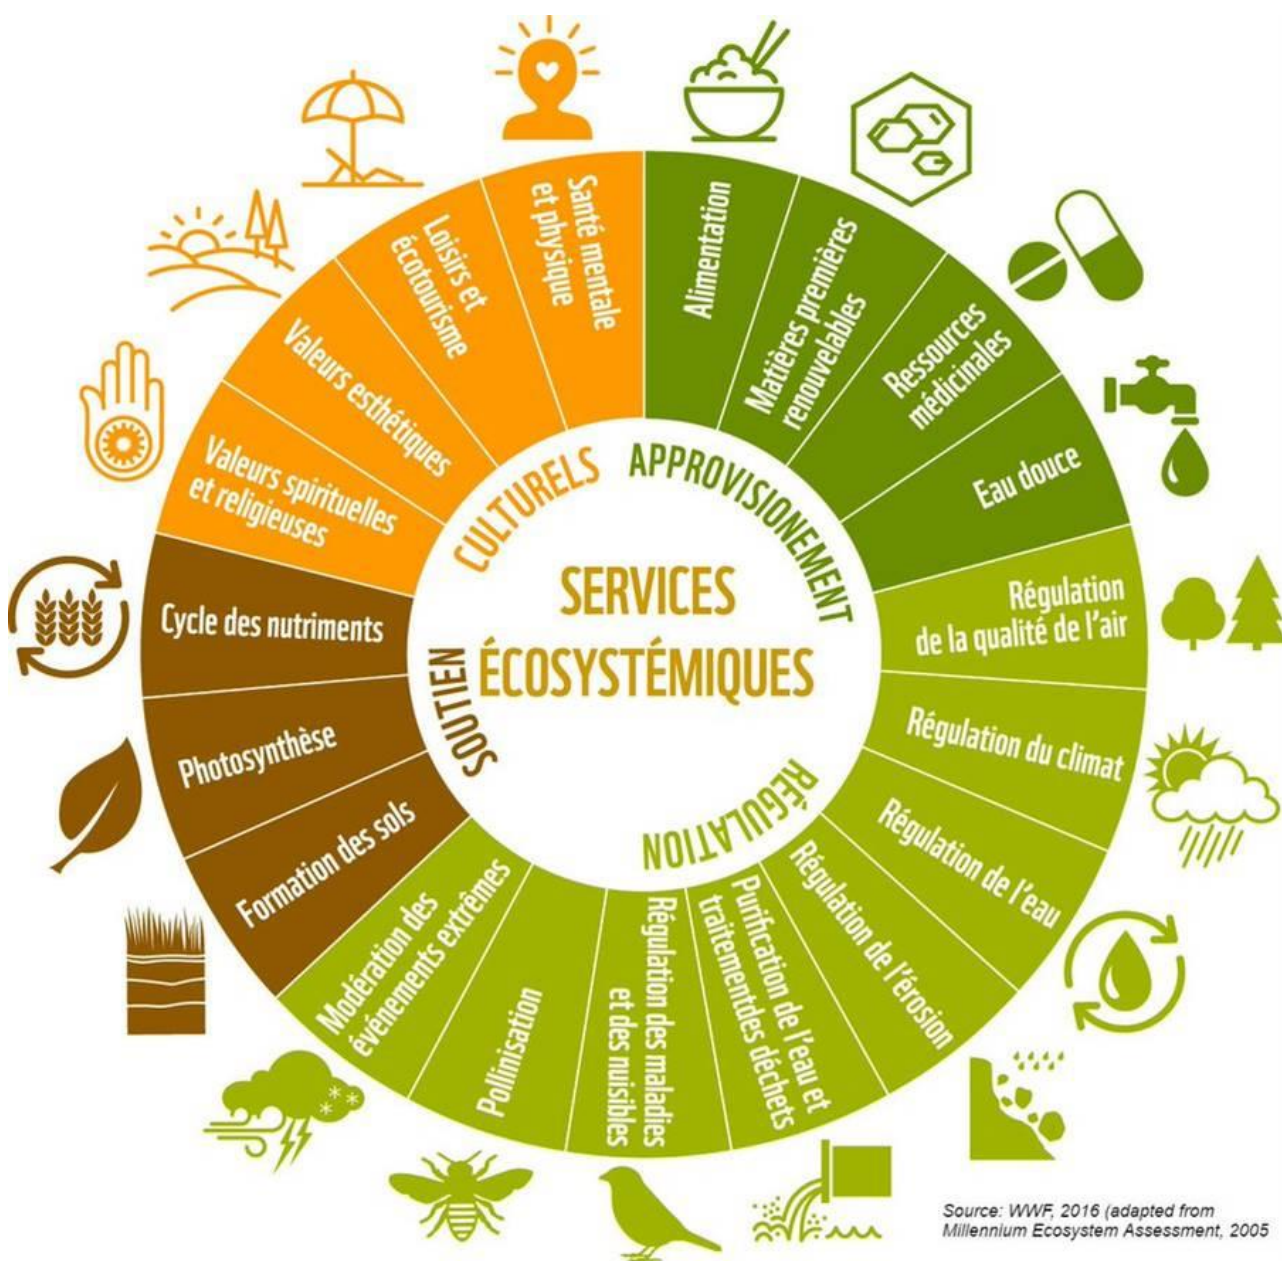 SERVICES
ÉCOSYSTÉMIQUES
APPROVISIONEMENT
Alimentation
Matières premières
renouvelables
Ressources
médicinales
Eau douce
RÉGULATION
Régulation
de la qualité de l'air
Régulation du climat
Régulation de l'eau
Régulation de l'érosion
Purification de l'eau et
traitementdes déchets
Régulation des maladies
et des nuisibles
Pollinisation
Modération des
événements extrêmes
SOUTIEN
Formation des sols
Photosynthèse
Cycle des nutriments
CULTURELS
Valeurs spirituelles
et religieuses
Valeurs esthétiques
Loisirs et
écotourisme
Santé mentale
et physique
Source: WWF, 2016 (adapted from
Millennium Ecosystem Assessment, 2005